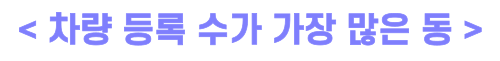 < 차량 등록 수가 가장 많은 동 >